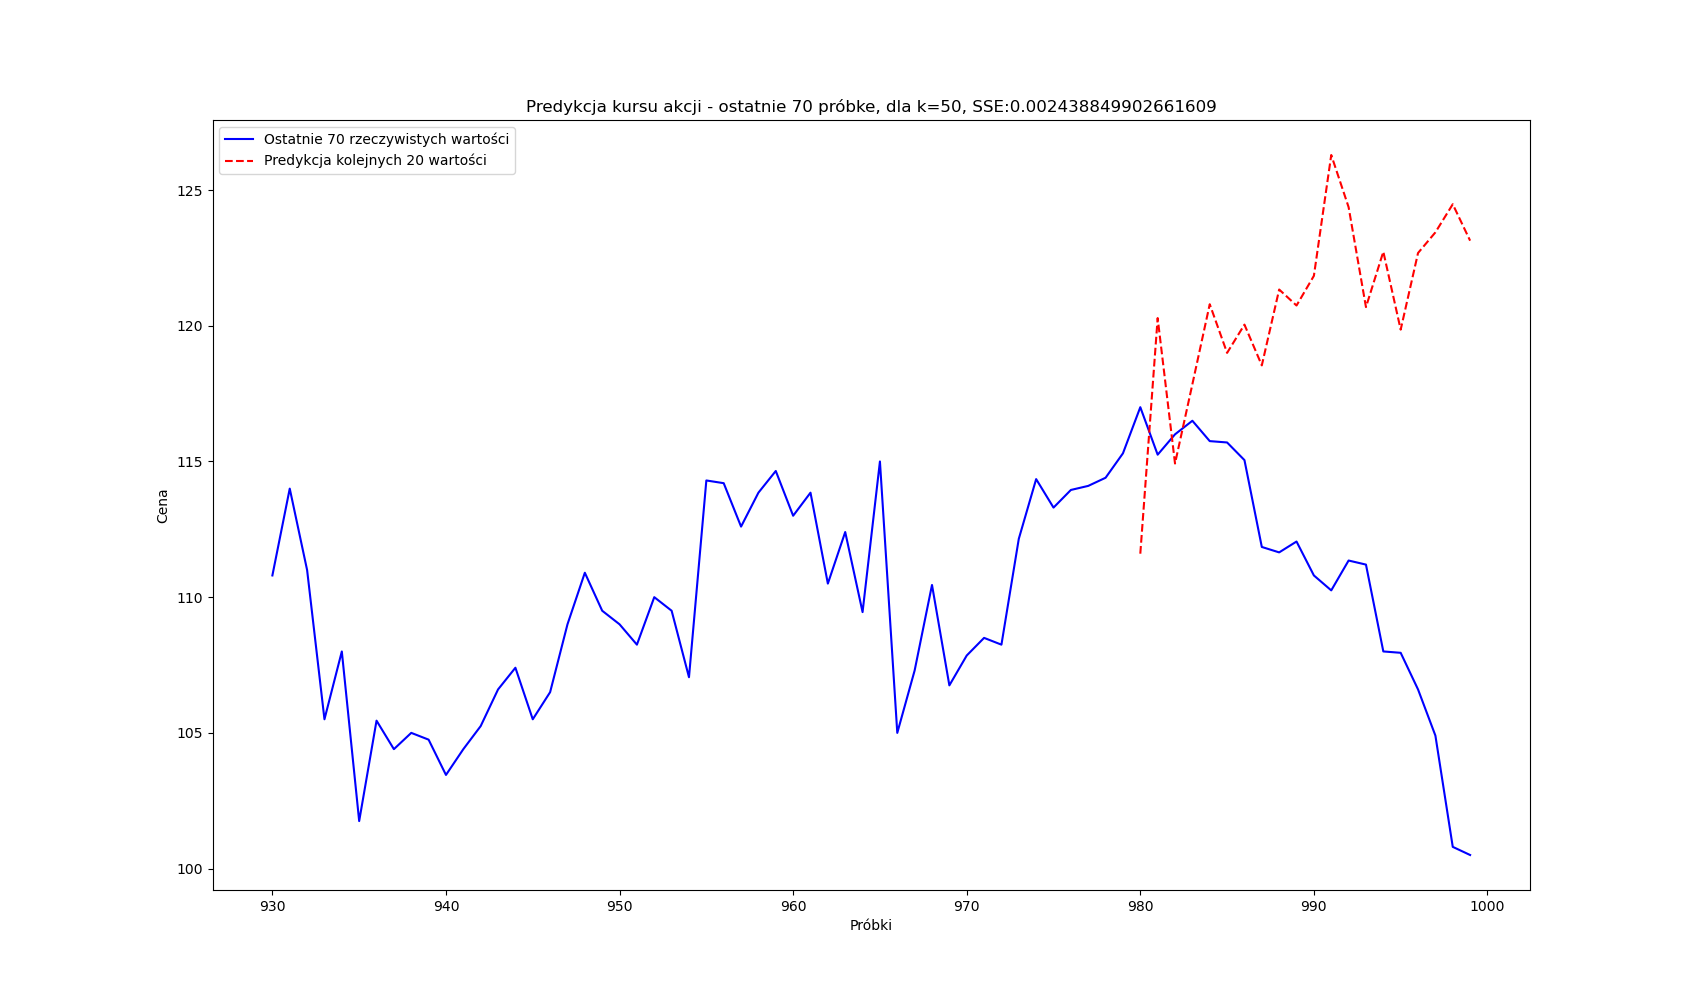 Predykcja kursu akcji - ostatnie 70 próbke, dla k=50, SSE:0.002438849902661609
Ostatnie 70 rzeczywistych wartości
Predykcja kolejnych 20 wartości
125
120
115
110
105
100
Cena
930 940 950 960 970 980 990 1000
Próbki